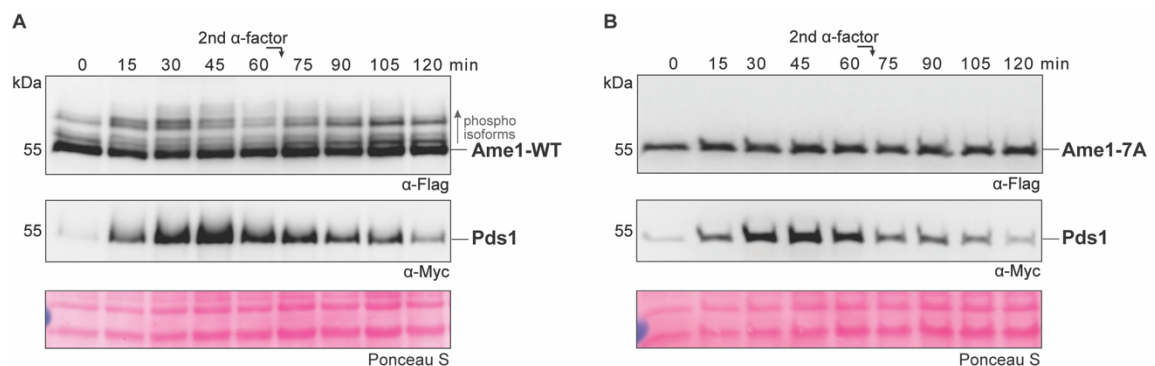 A
2nd α-factor
kDa 0 15 30 45 60 75 90 105 120 min
phospho
isoforms
55 Ame1-WT
α-Flag
55 Pds1
α-Myc
Ponceau S
B
2nd α-factor
kDa 0 15 30 45 60 75 90 105 120 min
55 Ame1-7A
α-Flag
55 Pds1
α-Myc
Ponceau S